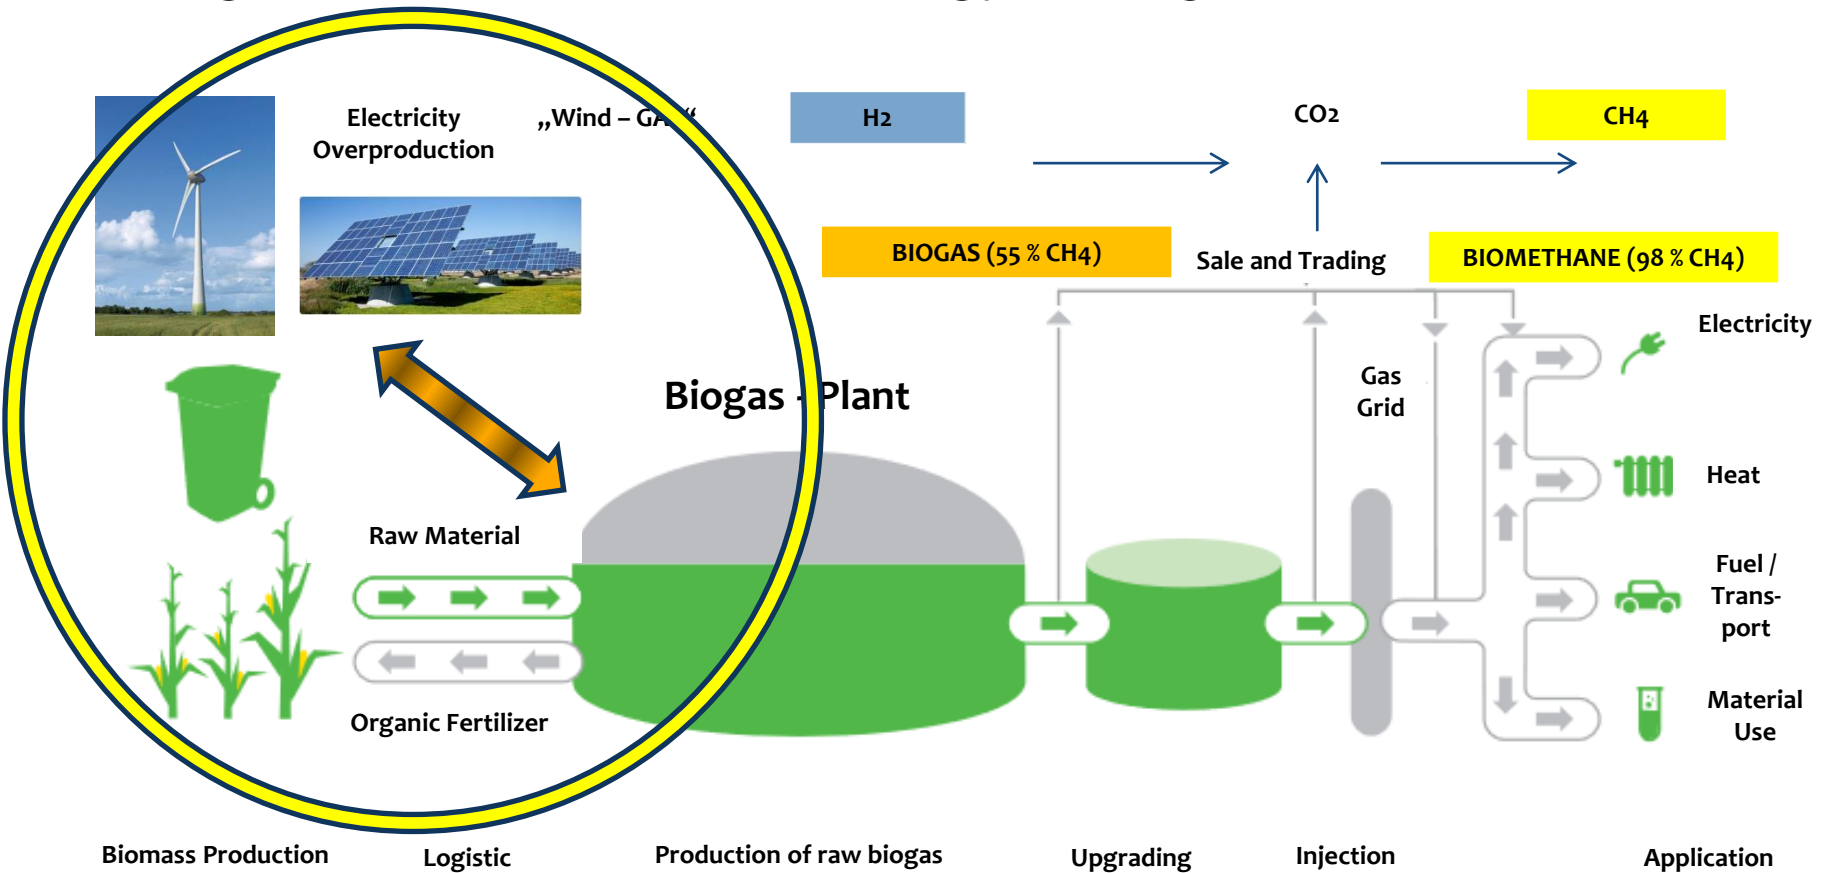 Electricity
Overproduction
„Wind – GAS“
H2
CO2
CH4
BIOGAS (55 % CH4)
Sale and Trading
BIOMETHANE (98 % CH4)
Electricity
Biogas - Plant
Gas
Grid
Heat
Raw Material
Fuel /
Trans-
port
Organic Fertilizer
Material
Use
Biomass Production
Logistic
Production of raw biogas
Upgrading
Injection
Application